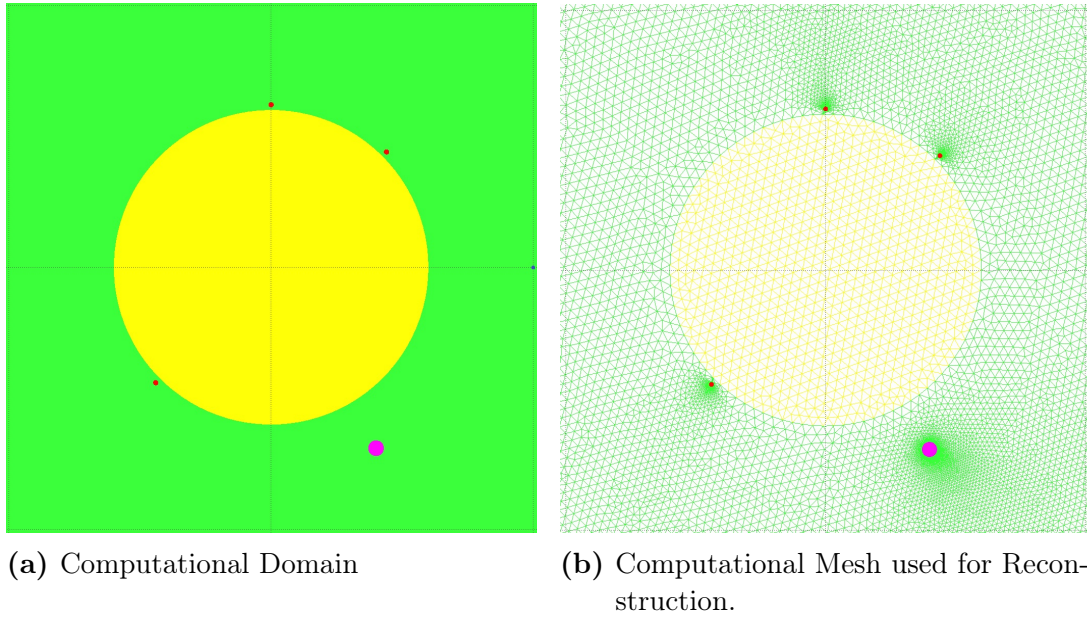 (a) Computational Domain
(b) Computational Mesh used for Recon-
struction.